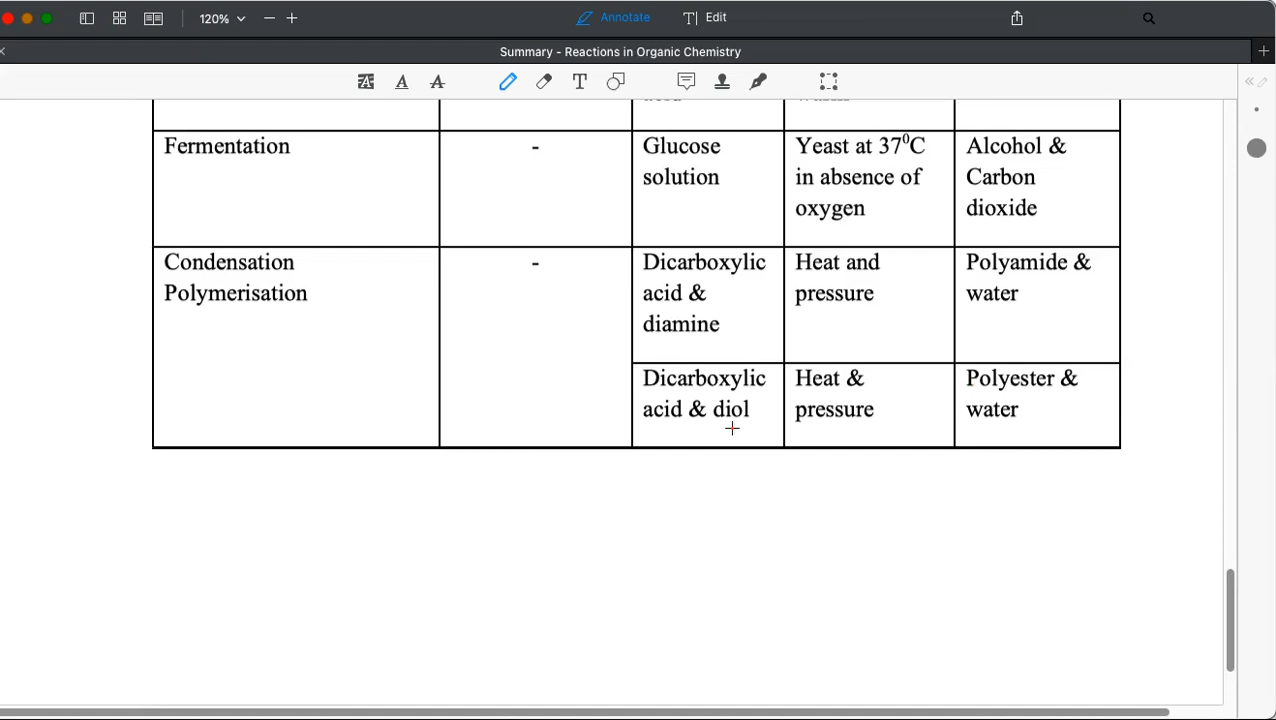 120%
Annotate
T| Edit
Summary - Reactions in Organic Chemistry
Fermentation
-
Glucose
solution
Yeast at 37⁰C
in absence of
oxygen
Alcohol &
Carbon
dioxide
Condensation
Polymerisation
-
Dicarboxylic
acid &
diamine
Heat and
pressure
Polyamide &
water
Dicarboxylic
acid & diol
Heat &
pressure
Polyester &
water